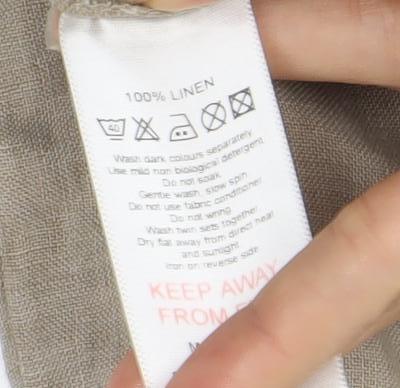 100% LINEN
40
Wash dark colours separately
Use mild non biological detergent
Do not soak
Gentle wash, slow spin
Do not use fabric conditioner
Do not wring
Wash twin sets together
Dry flat away from direct heat
and sunlight
Iron on reverse side
KEEP AWAY
FROM